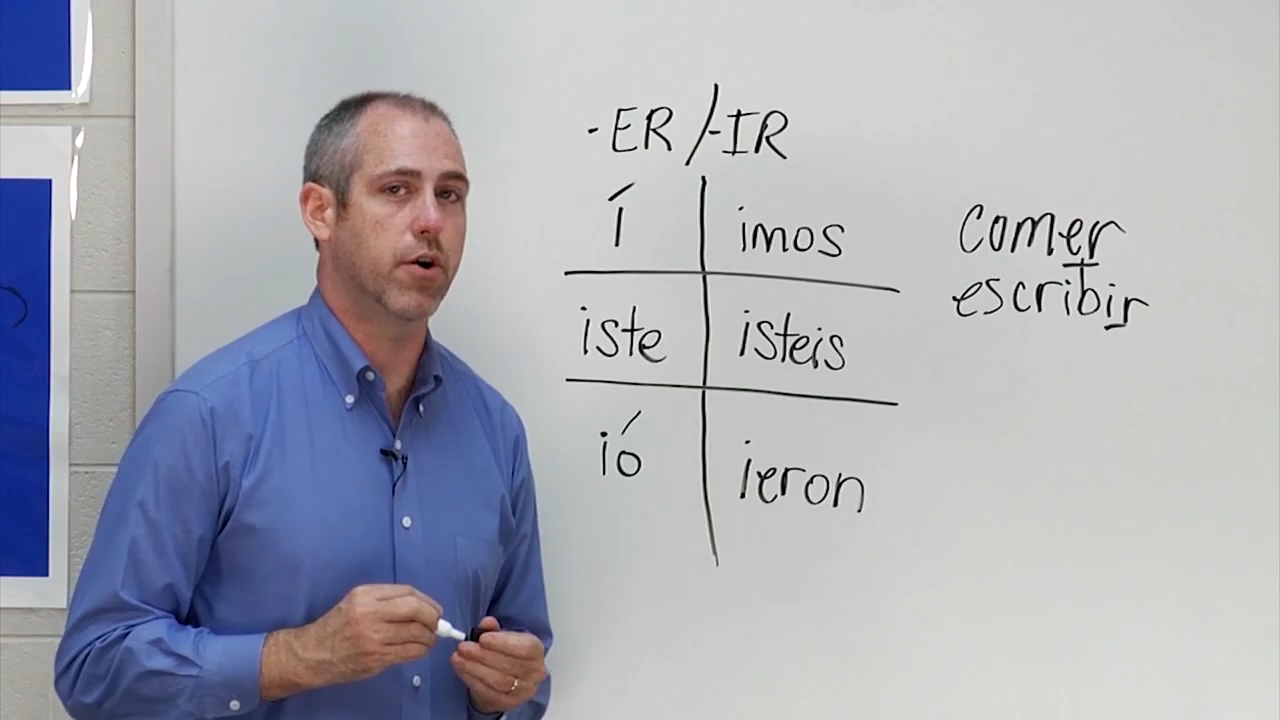 -ER/-IR
í imos
iste isteis
ió ieron
comer
escribir